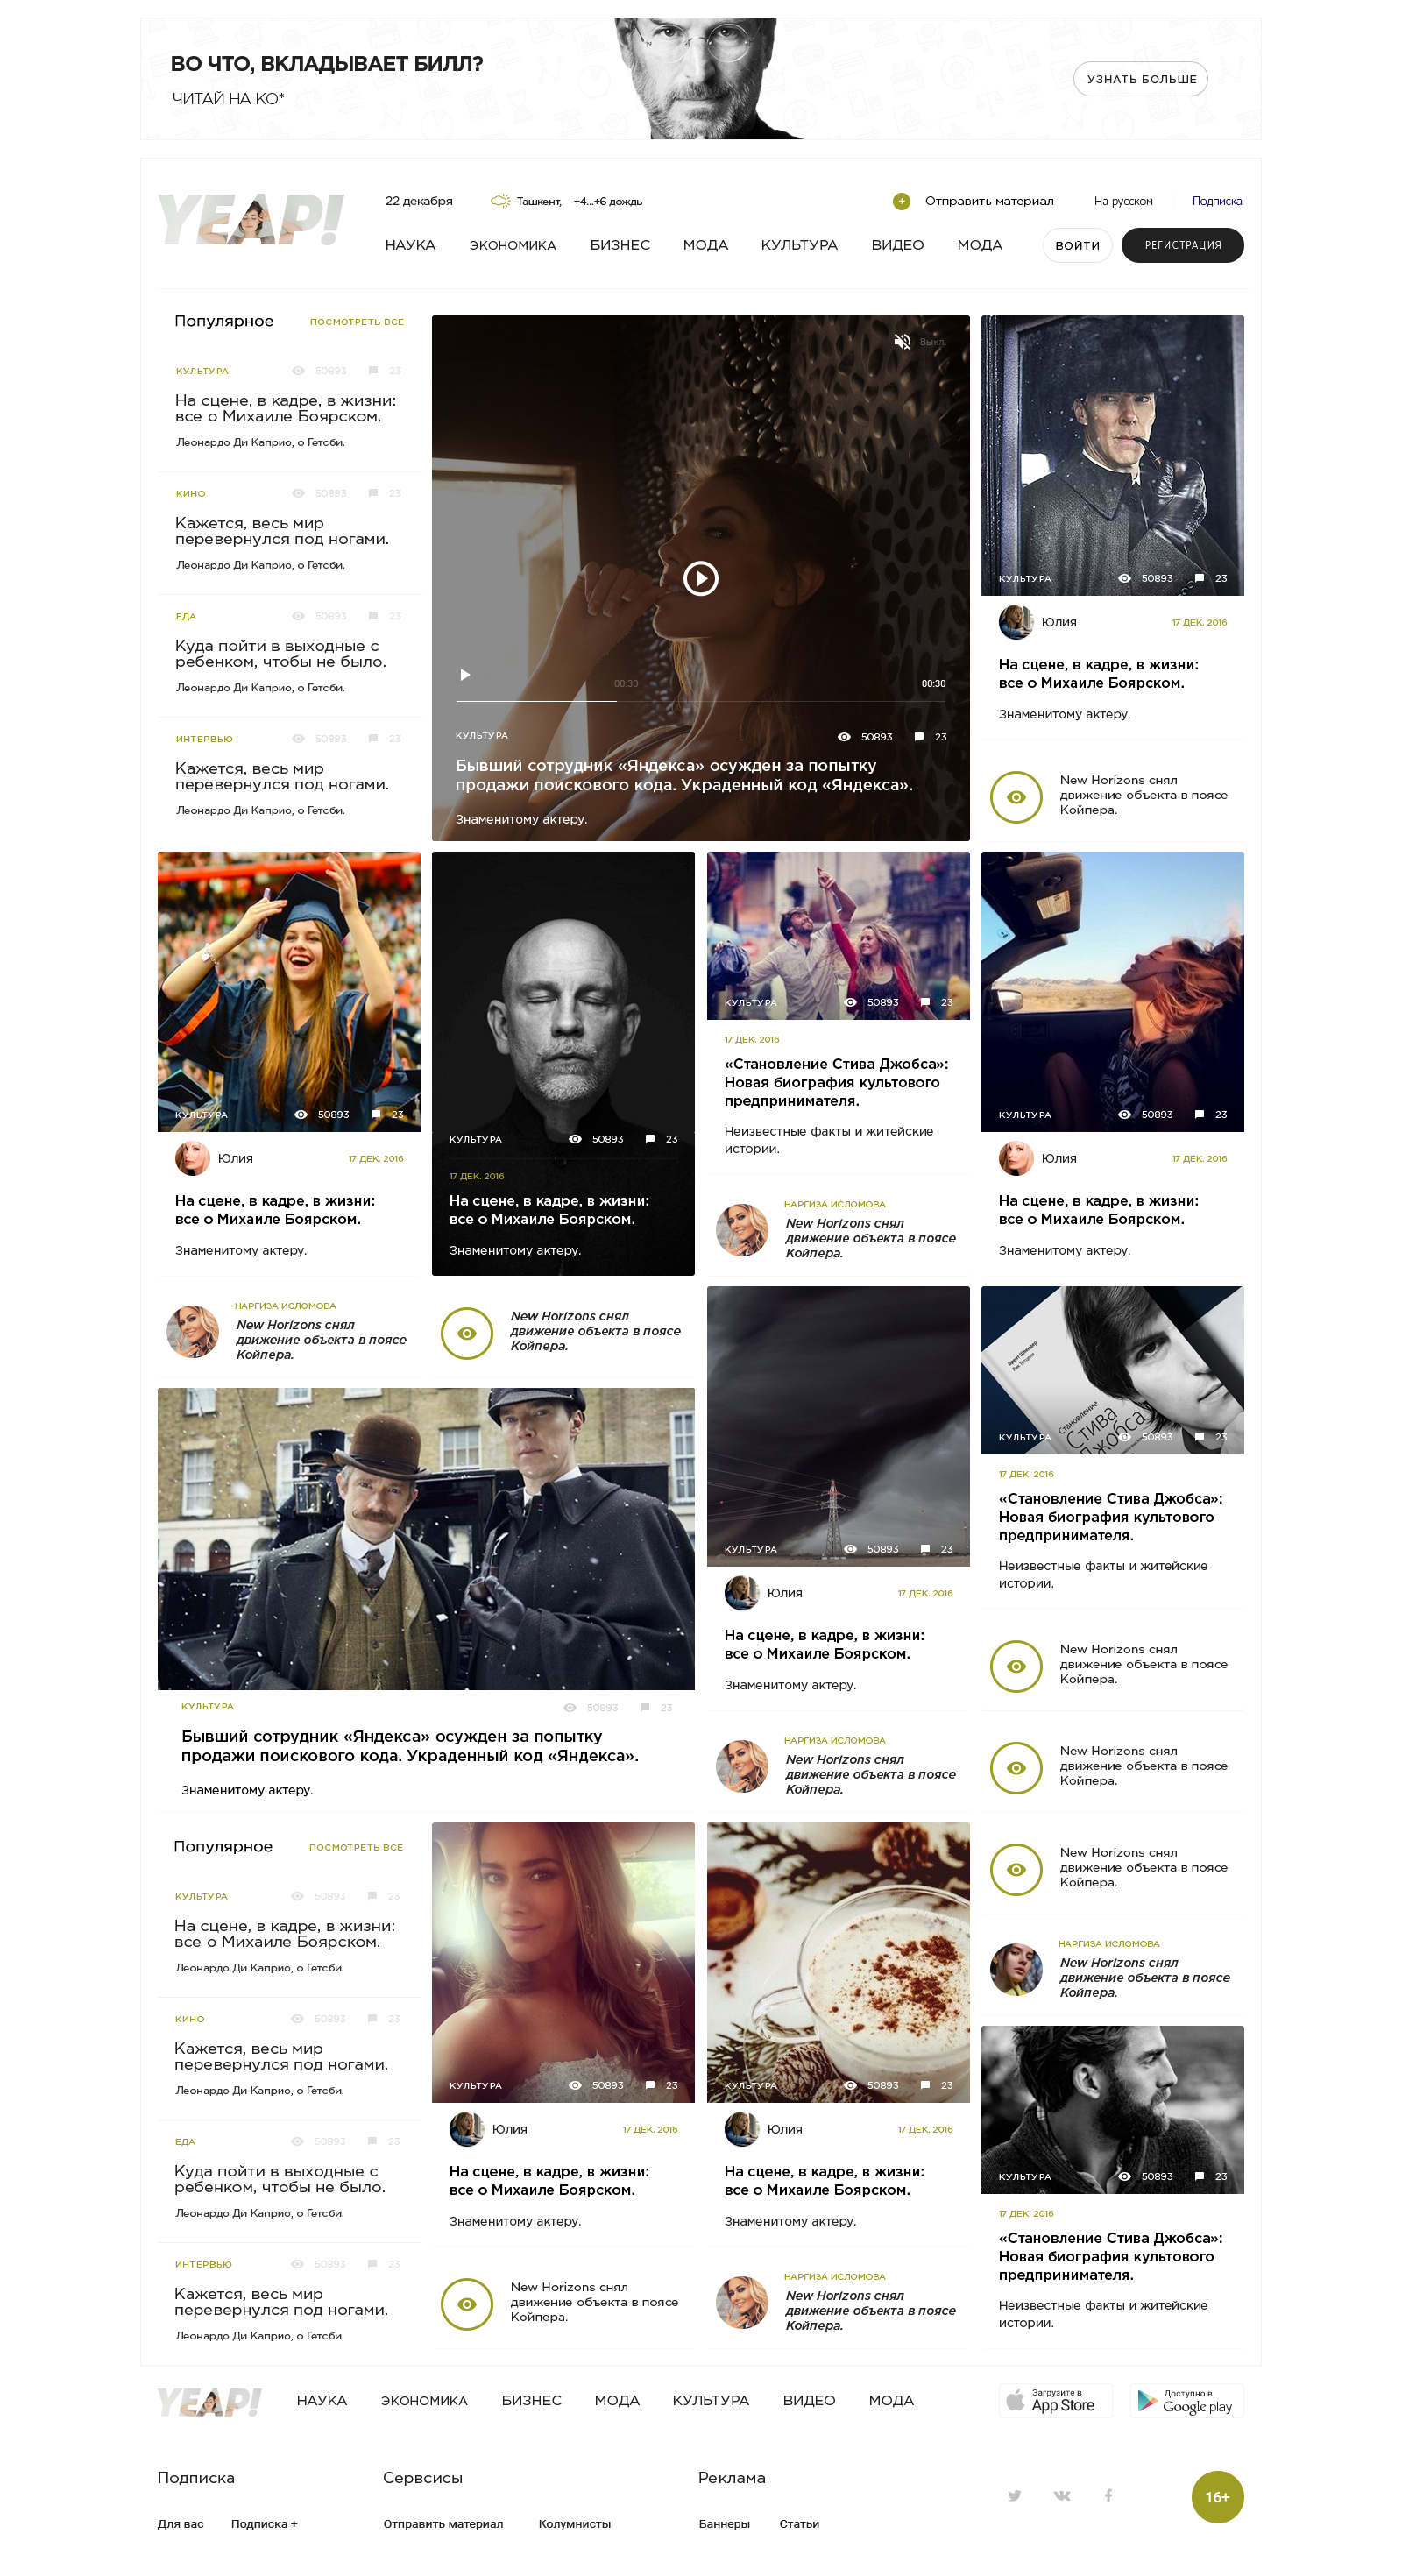 ВО ЧТО, ВКЛАДЫВАЕТ БИЛЛ?
ЧИТАЙ НА КО*
УЗНАТЬ БОЛЬШЕ
YEAP!
22 декабря
Ташкент, +4...+6 дождь
Отправить материал
На русском
Подписка
НАУКА ЭКОНОМИКА БИЗНЕС МОДА КУЛЬТУРА ВИДЕО МОДА
ВОЙТИ
РЕГИСТРАЦИЯ
Популярное ПОСМОТРЕТЬ ВСЕ
КУЛЬТУРА 50893 23
На сцене, в кадре, в жизни:
все о Михаиле Боярском.
Леонардо Ди Каприо, о Гетсби.
КИНО 50893 23
Кажется, весь мир
перевернулся под ногами.
Леонардо Ди Каприо, о Гетсби.
ЕДА 50893 23
Куда пойти в выходные с
ребенком, чтобы не было.
Леонардо Ди Каприо, о Гетсби.
ИНТЕРВЬЮ 50893 23
Кажется, весь мир
перевернулся под ногами.
Леонардо Ди Каприо, о Гетсби.
Выкл.
00:30 00:30
КУЛЬТУРА 50893 23
Бывший сотрудник «Яндекса» осужден за попытку
продажи поискового кода. Украденный код «Яндекса».
Знаменитому актеру.
КУЛЬТУРА 50893 23
Юлия 17 ДЕК. 2016
На сцене, в кадре, в жизни:
все о Михаиле Боярском.
Знаменитому актеру.
New Horizons снял
движение объекта в поясе
Койпера.
КУЛЬТУРА 50893 23
Юлия 17 ДЕК. 2016
На сцене, в кадре, в жизни:
все о Михаиле Боярском.
Знаменитому актеру.
КУЛЬТУРА 50893 23
17 ДЕК. 2016
На сцене, в кадре, в жизни:
все о Михаиле Боярском.
Знаменитому актеру.
КУЛЬТУРА 50893 23
17 ДЕК. 2016
«Становление Стива Джобса»:
Новая биография культового
предпринимателя.
Неизвестные факты и житейские
истории.
НАРГИЗА ИСЛОМОВА
New Horizons снял
движение объекта в поясе
Койпера.
КУЛЬТУРА 50893 23
Юлия 17 ДЕК. 2016
На сцене, в кадре, в жизни:
все о Михаиле Боярском.
Знаменитому актеру.
НАРГИЗА ИСЛОМОВА
New Horizons снял
движение объекта в поясе
Койпера.
New Horizons снял
движение объекта в поясе
Койпера.
КУЛЬТУРА 50893 23
Бывший сотрудник «Яндекса» осужден за попытку
продажи поискового кода. Украденный код «Яндекса».
Знаменитому актеру.
КУЛЬТУРА 50893 23
Юлия 17 ДЕК. 2016
На сцене, в кадре, в жизни:
все о Михаиле Боярском.
Знаменитому актеру.
НАРГИЗА ИСЛОМОВА
New Horizons снял
движение объекта в поясе
Койпера.
Брент Шлендер
Рик Тетцели
Становление
Стива
Джобса
КУЛЬТУРА 50893 23
17 ДЕК. 2016
«Становление Стива Джобса»:
Новая биография культового
предпринимателя.
Неизвестные факты и житейские
истории.
New Horizons снял
движение объекта в поясе
Койпера.
New Horizons снял
движение объекта в поясе
Койпера.
Популярное ПОСМОТРЕТЬ ВСЕ
КУЛЬТУРА 50893 23
На сцене, в кадре, в жизни:
все о Михаиле Боярском.
Леонардо Ди Каприо, о Гетсби.
КИНО 50893 23
Кажется, весь мир
перевернулся под ногами.
Леонардо Ди Каприо, о Гетсби.
ЕДА 50893 23
Куда пойти в выходные с
ребенком, чтобы не было.
Леонардо Ди Каприо, о Гетсби.
ИНТЕРВЬЮ 50893 23
Кажется, весь мир
перевернулся под ногами.
Леонардо Ди Каприо, о Гетсби.
КУЛЬТУРА 50893 23
Юлия 17 ДЕК. 2016
На сцене, в кадре, в жизни:
все о Михаиле Боярском.
Знаменитому актеру.
New Horizons снял
движение объекта в поясе
Койпера.
КУЛЬТУРА 50893 23
Юлия 17 ДЕК. 2016
На сцене, в кадре, в жизни:
все о Михаиле Боярском.
Знаменитому актеру.
НАРГИЗА ИСЛОМОВА
New Horizons снял
движение объекта в поясе
Койпера.
New Horizons снял
движение объекта в поясе
Койпера.
НАРГИЗА ИСЛОМОВА
New Horizons снял
движение объекта в поясе
Койпера.
КУЛЬТУРА 50893 23
17 ДЕК. 2016
«Становление Стива Джобса»:
Новая биография культового
предпринимателя.
Неизвестные факты и житейские
истории.
YEAP!
НАУКА ЭКОНОМИКА БИЗНЕС МОДА КУЛЬТУРА ВИДЕО МОДА
Загрузите в
App Store
Доступно в
Google play
Подписка
Для вас Подписка +
Сервсисы
Отправить материал Колумнисты
Реклама
Баннеры Статьи
16+